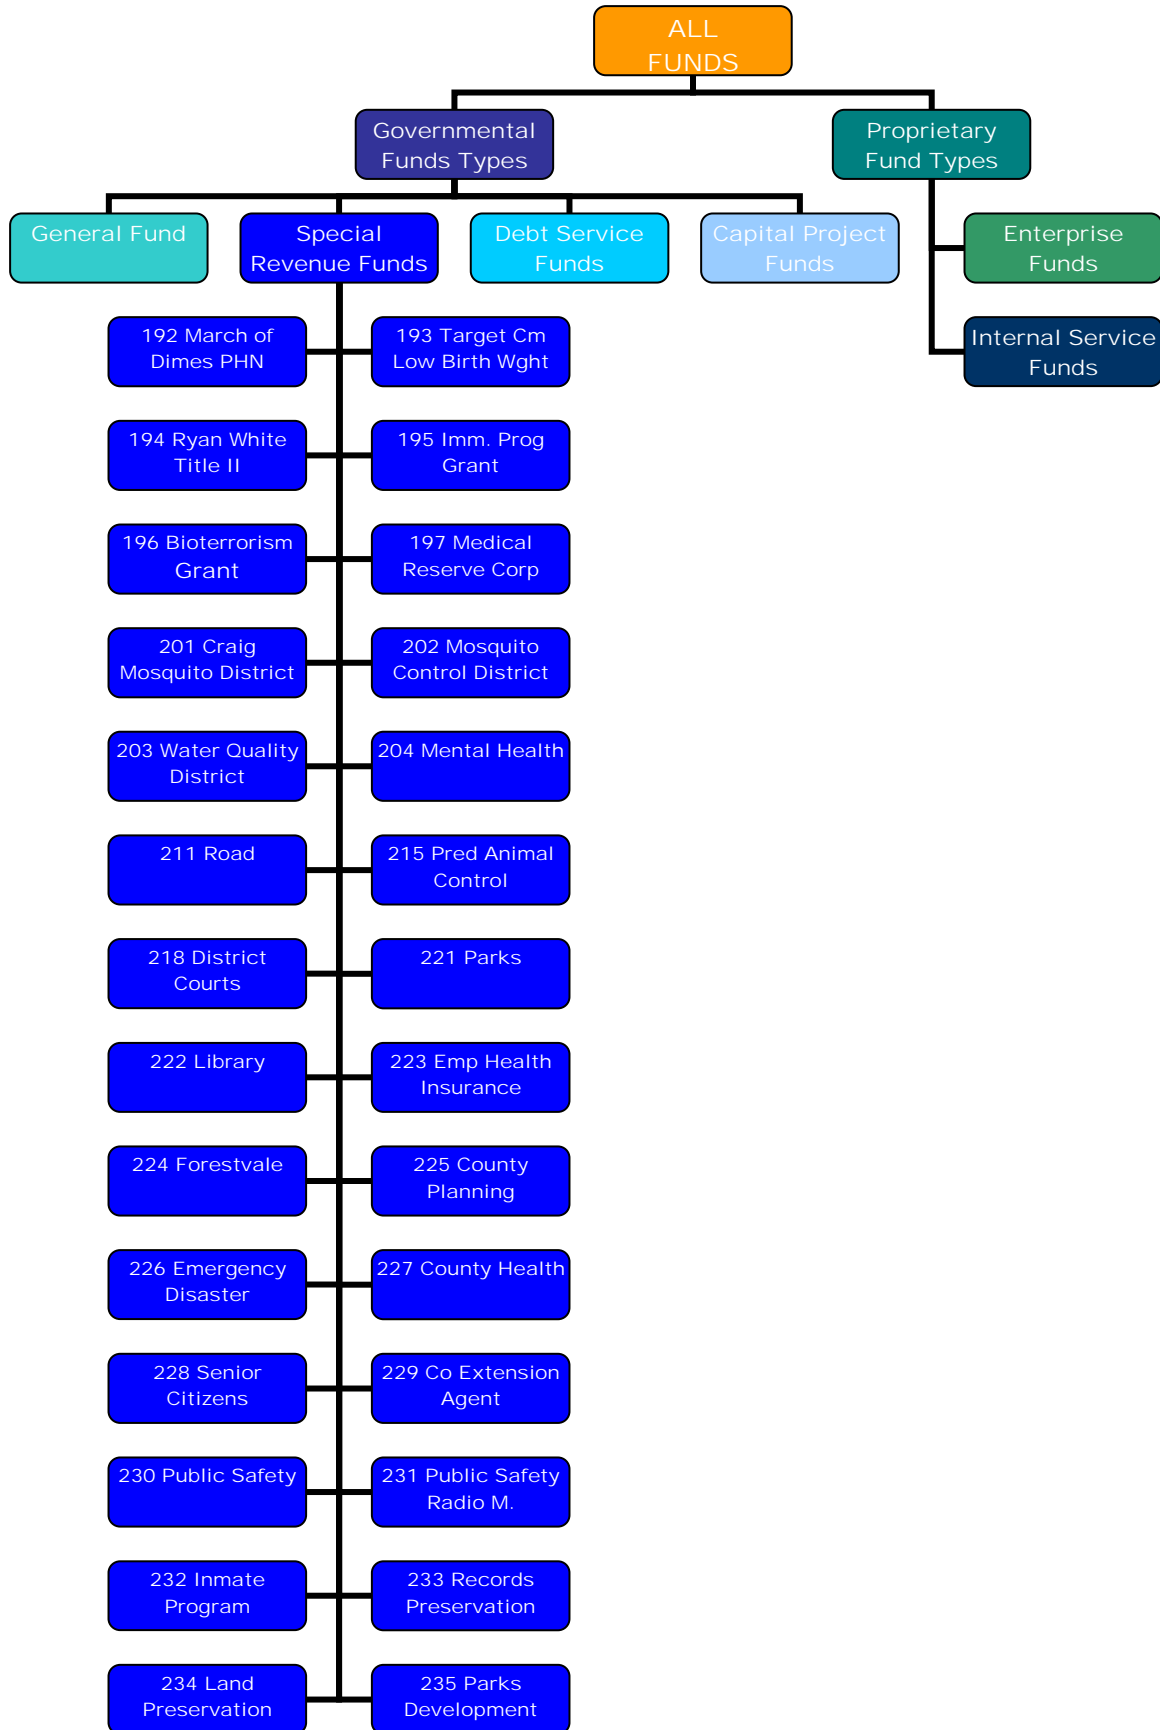 ALL
FUNDS
Governmental
Funds Types
Proprietary
Fund Types
General Fund
Special
Revenue Funds
Debt Service
Funds
Capital Project
Funds
Enterprise
Funds
Internal Service
Funds
192 March of
Dimes PHN
193 Target Cm
Low Birth Wght
194 Ryan White
Title II
195 Imm. Prog
Grant
196 Bioterrorism
Grant
197 Medical
Reserve Corp
201 Craig
Mosquito District
202 Mosquito
Control District
203 Water Quality
District
204 Mental Health
211 Road
215 Pred Animal
Control
218 District
Courts
221 Parks
222 Library
223 Emp Health
Insurance
224 Forestvale
225 County
Planning
226 Emergency
Disaster
227 County Health
228 Senior
Citizens
229 Co Extension
Agent
230 Public Safety
231 Public Safety
Radio M.
232 Inmate
Program
233 Records
Preservation
234 Land
Preservation
235 Parks
Development